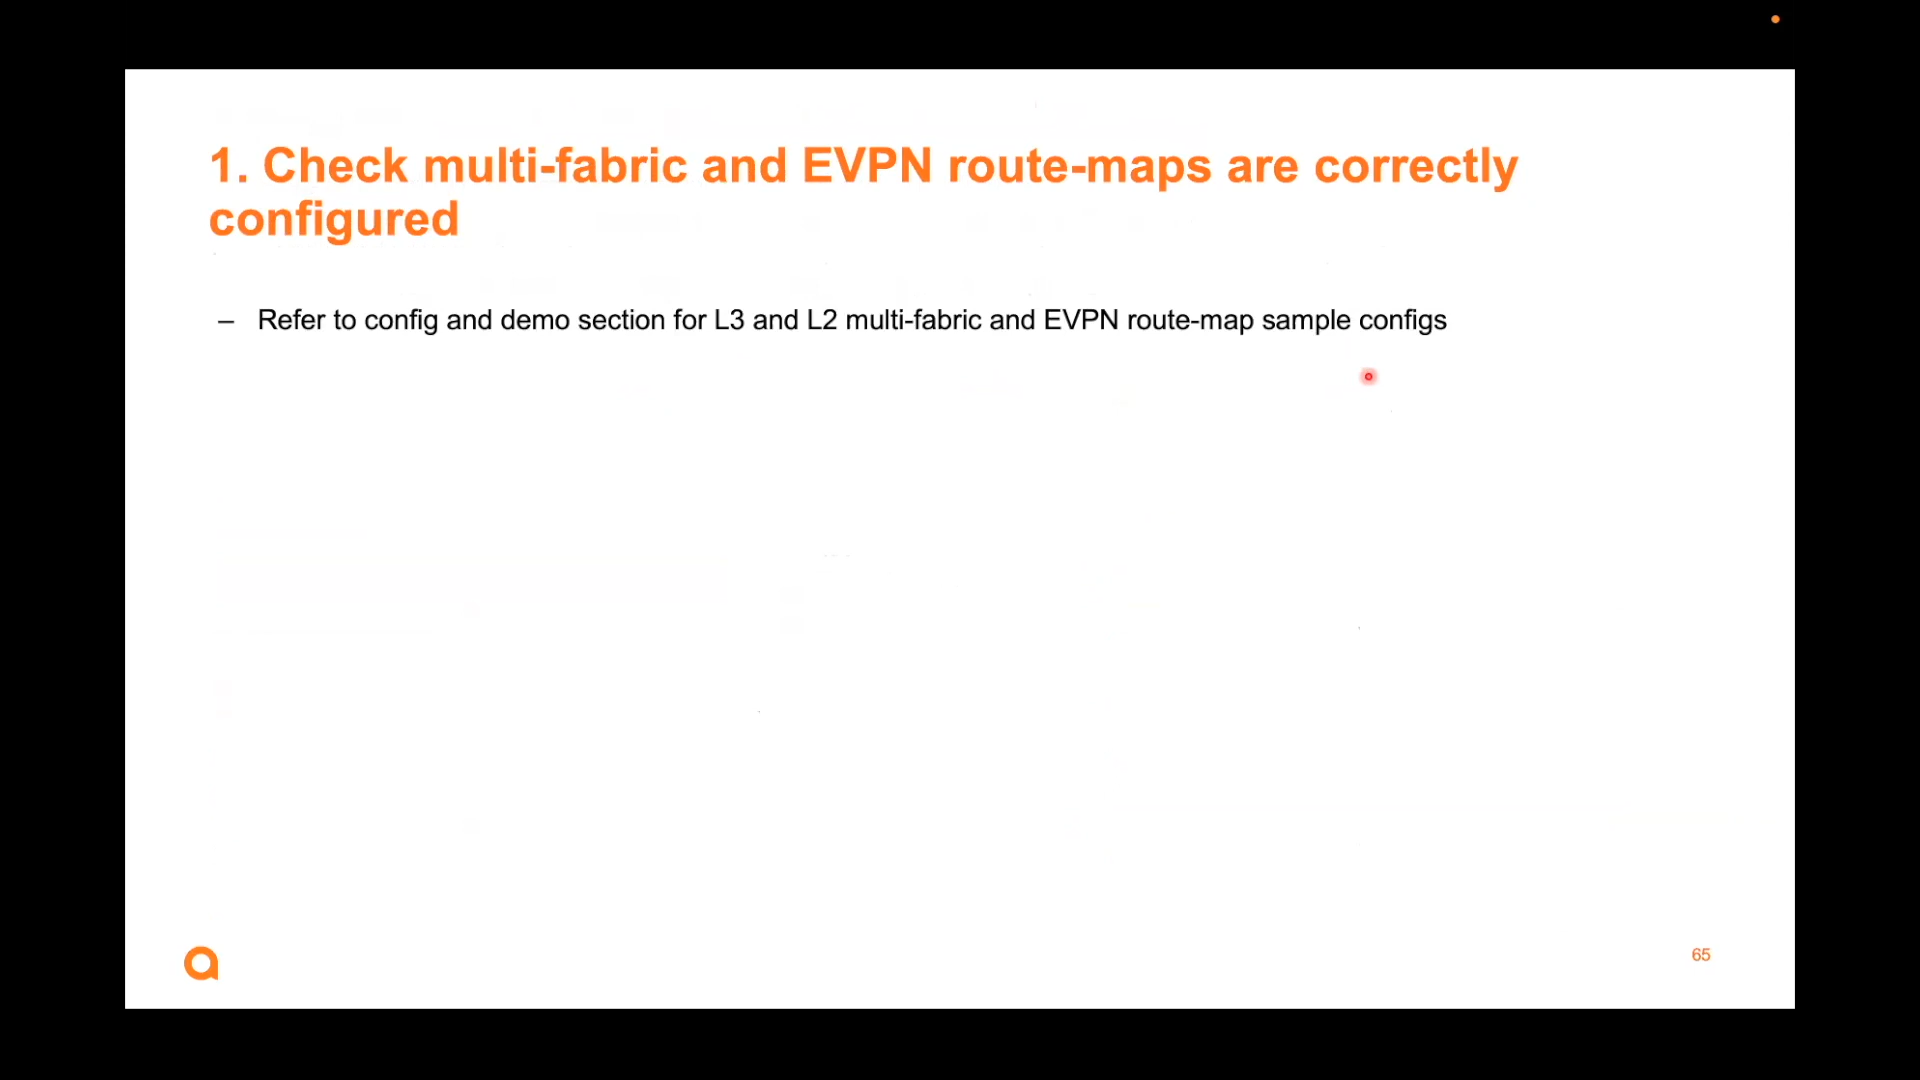 1. Check multi-fabric and EVPN route-maps are correctly
configured
– Refer to config and demo section for L3 and L2 multi-fabric and EVPN route-map sample configs
65